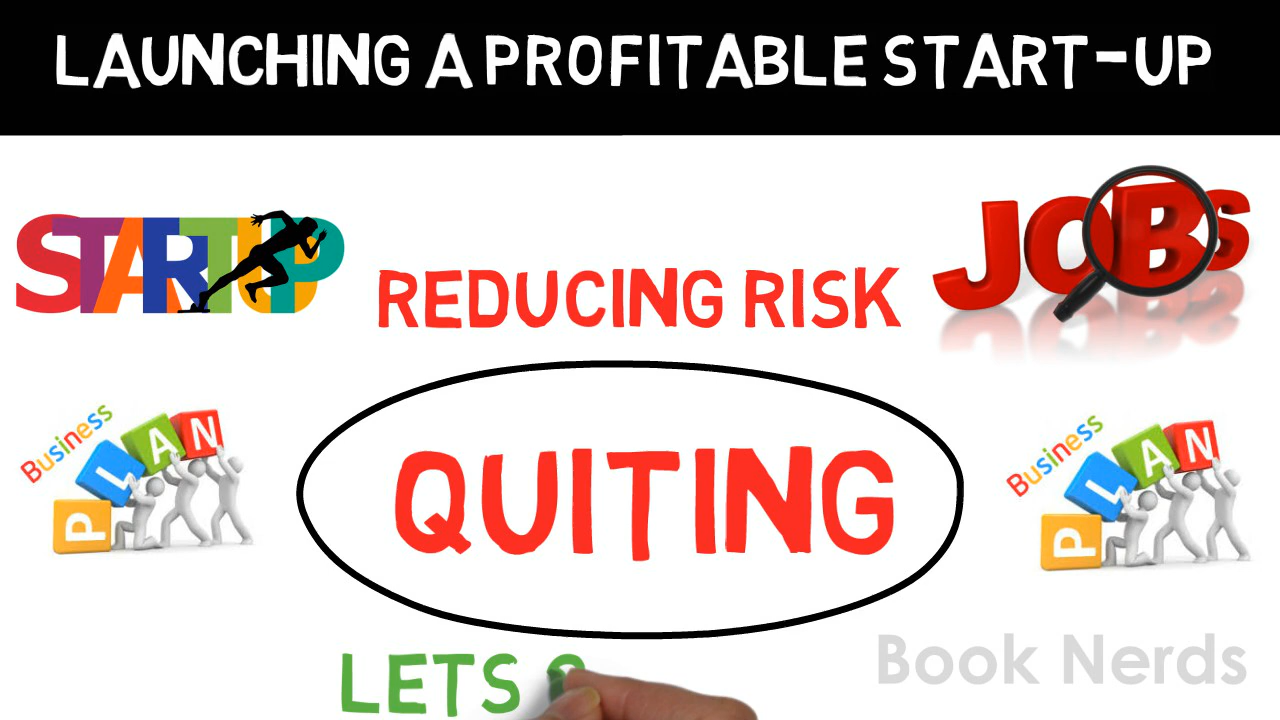 LAUNCHING A PROFITABLE START-UP
STARTUP
JOBS
REDUCING RISK
Business
PLAN
QUITING
Business
PLAN
LETS
Book Nerds